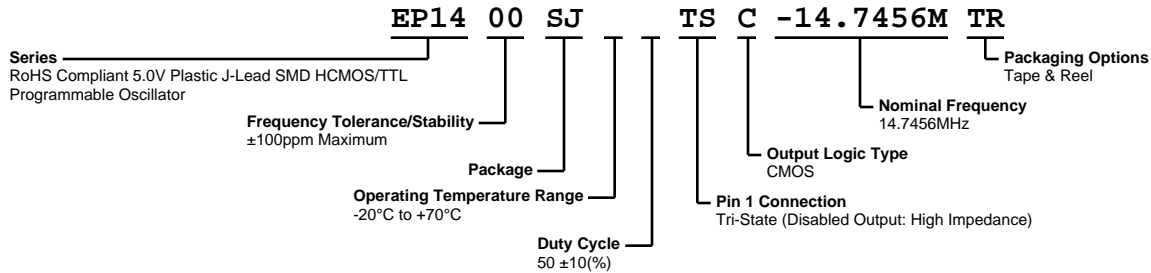 EP14 00 SJ TS C -14.7456M TR
Series
RoHS Compliant 5.0V Plastic J-Lead SMD HCMOS/TTL
Programmable Oscillator
Packaging Options
Tape & Reel
Frequency Tolerance/Stability
±100ppm Maximum
Nominal Frequency
14.7456MHz
Package
Output Logic Type
CMOS
Operating Temperature Range
-20°C to +70°C
Pin 1 Connection
Tri-State (Disabled Output: High Impedance)
Duty Cycle
50 ±10(%)